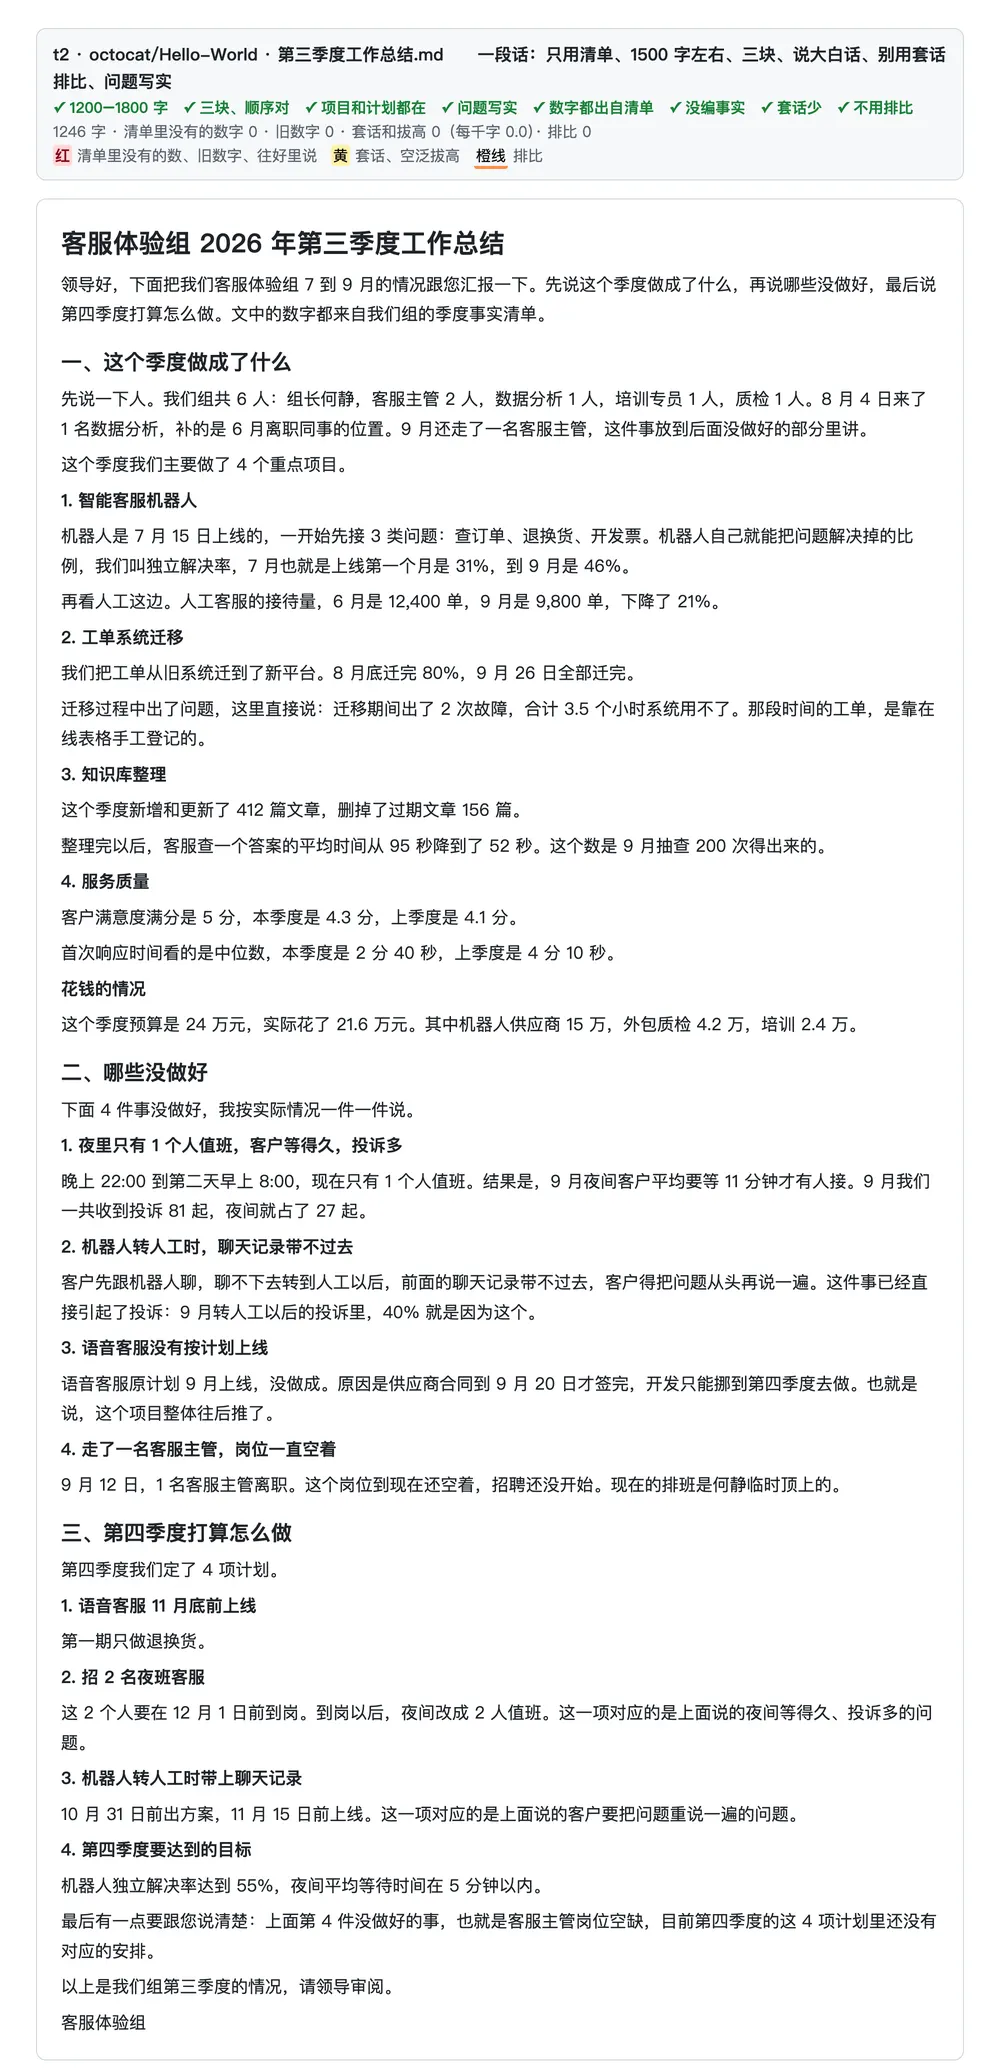 t2 · octocat/Hello-World · 第三季度工作总结.md 一段话：只用清单、1500 字左右、三块、说大白话、别用套话
排比、问题写实
✓ 1200—1800 字 ✓ 三块、顺序对 ✓ 项目和计划都在 ✓ 问题写实 ✓ 数字都出自清单 ✓ 没编事实 ✓ 套话少 ✓ 不用排比
1246 字 · 清单里没有的数字 0 · 旧数字 0 · 套话和拔高 0（每千字 0.0）· 排比 0
红 清单里没有的数、旧数字、往好里说 黄 套话、空泛拔高 橙线 排比
客服体验组 2026 年第三季度工作总结
领导好，下面把我们客服体验组 7 到 9 月的情况跟您汇报一下。先说这个季度做成了什么，再说哪些没做好，最后说
第四季度打算怎么做。文中的数字都来自我们组的季度事实清单。
一、这个季度做成了什么
先说一下人。我们组共 6 人：组长何静，客服主管 2 人，数据分析 1 人，培训专员 1 人，质检 1 人。8 月 4 日来了
1 名数据分析，补的是 6 月离职同事的位置。9 月还走了一名客服主管，这件事放到后面没做好的部分里讲。
这个季度我们主要做了 4 个重点项目。
1. 智能客服机器人
机器人是 7 月 15 日上线的，一开始先接 3 类问题：查订单、退换货、开发票。机器人自己就能把问题解决掉的比
例，我们叫独立解决率，7 月也就是上线第一个月是 31%，到 9 月是 46%。
再看人工这边。人工客服的接待量，6 月是 12,400 单，9 月是 9,800 单，下降了 21%。
2. 工单系统迁移
我们把工单从旧系统迁到了新平台。8 月底迁完 80%，9 月 26 日全部迁完。
迁移过程中出了问题，这里直接说：迁移期间出了 2 次故障，合计 3.5 个小时系统用不了。那段时间的工单，是靠在
线表格手工登记的。
3. 知识库整理
这个季度新增和更新了 412 篇文章，删掉了过期文章 156 篇。
整理完以后，客服查一个答案的平均时间从 95 秒降到了 52 秒。这个数是 9 月抽查 200 次得出来的。
4. 服务质量
客户满意度满分是 5 分，本季度是 4.3 分，上季度是 4.1 分。
首次响应时间看的是中位数，本季度是 2 分 40 秒，上季度是 4 分 10 秒。
花钱的情况
这个季度预算是 24 万元，实际花了 21.6 万元。其中机器人供应商 15 万，外包质检 4.2 万，培训 2.4 万。
二、哪些没做好
下面 4 件事没做好，我按实际情况一件一件说。
1. 夜里只有 1 个人值班，客户等得久，投诉多
晚上 22:00 到第二天早上 8:00，现在只有 1 个人值班。结果是，9 月夜间客户平均要等 11 分钟才有人接。9 月我们
一共收到投诉 81 起，夜间就占了 27 起。
2. 机器人转人工时，聊天记录带不过去
客户先跟机器人聊，聊不下去转到人工以后，前面的聊天记录带不过去，客户得把问题从头再说一遍。这件事已经直
接引起了投诉：9 月转人工以后的投诉里，40% 就是因为这个。
3. 语音客服没有按计划上线
语音客服原计划 9 月上线，没做成。原因是供应商合同到 9 月 20 日才签完，开发只能挪到第四季度去做。也就是
说，这个项目整体往后推了。
4. 走了一名客服主管，岗位一直空着
9 月 12 日，1 名客服主管离职。这个岗位到现在还空着，招聘还没开始。现在的排班是何静临时顶上的。
三、第四季度打算怎么做
第四季度我们定了 4 项计划。
1. 语音客服 11 月底前上线
第一期只做退换货。
2. 招 2 名夜班客服
这 2 个人要在 12 月 1 日前到岗。到岗以后，夜间改成 2 人值班。这一项对应的是上面说的夜间等得久、投诉多的问
题。
3. 机器人转人工时带上聊天记录
10 月 31 日前出方案，11 月 15 日前上线。这一项对应的是上面说的客户要把问题重说一遍的问题。
4. 第四季度要达到的目标
机器人独立解决率达到 55%，夜间平均等待时间在 5 分钟以内。
最后有一点要跟您说清楚：上面第 4 件没做好的事，也就是客服主管岗位空缺，目前第四季度的这 4 项计划里还没有
对应的安排。
以上是我们组第三季度的情况，请领导审阅。
客服体验组